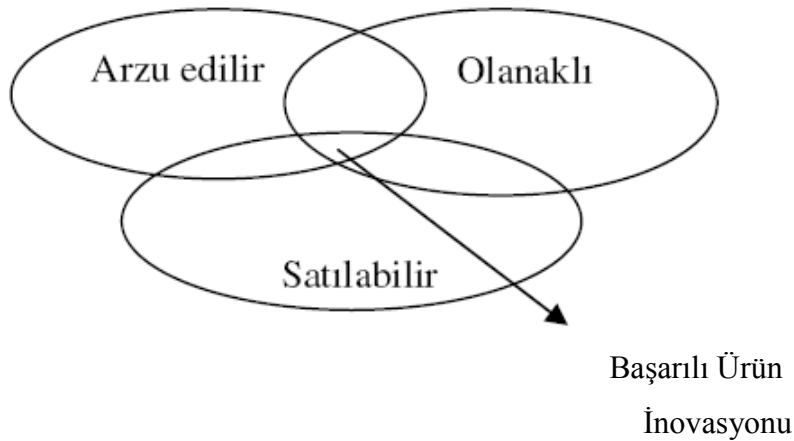 Arzu edilir
Olanaklı
Satılabilir
Başarılı Ürün
İnovasyonu